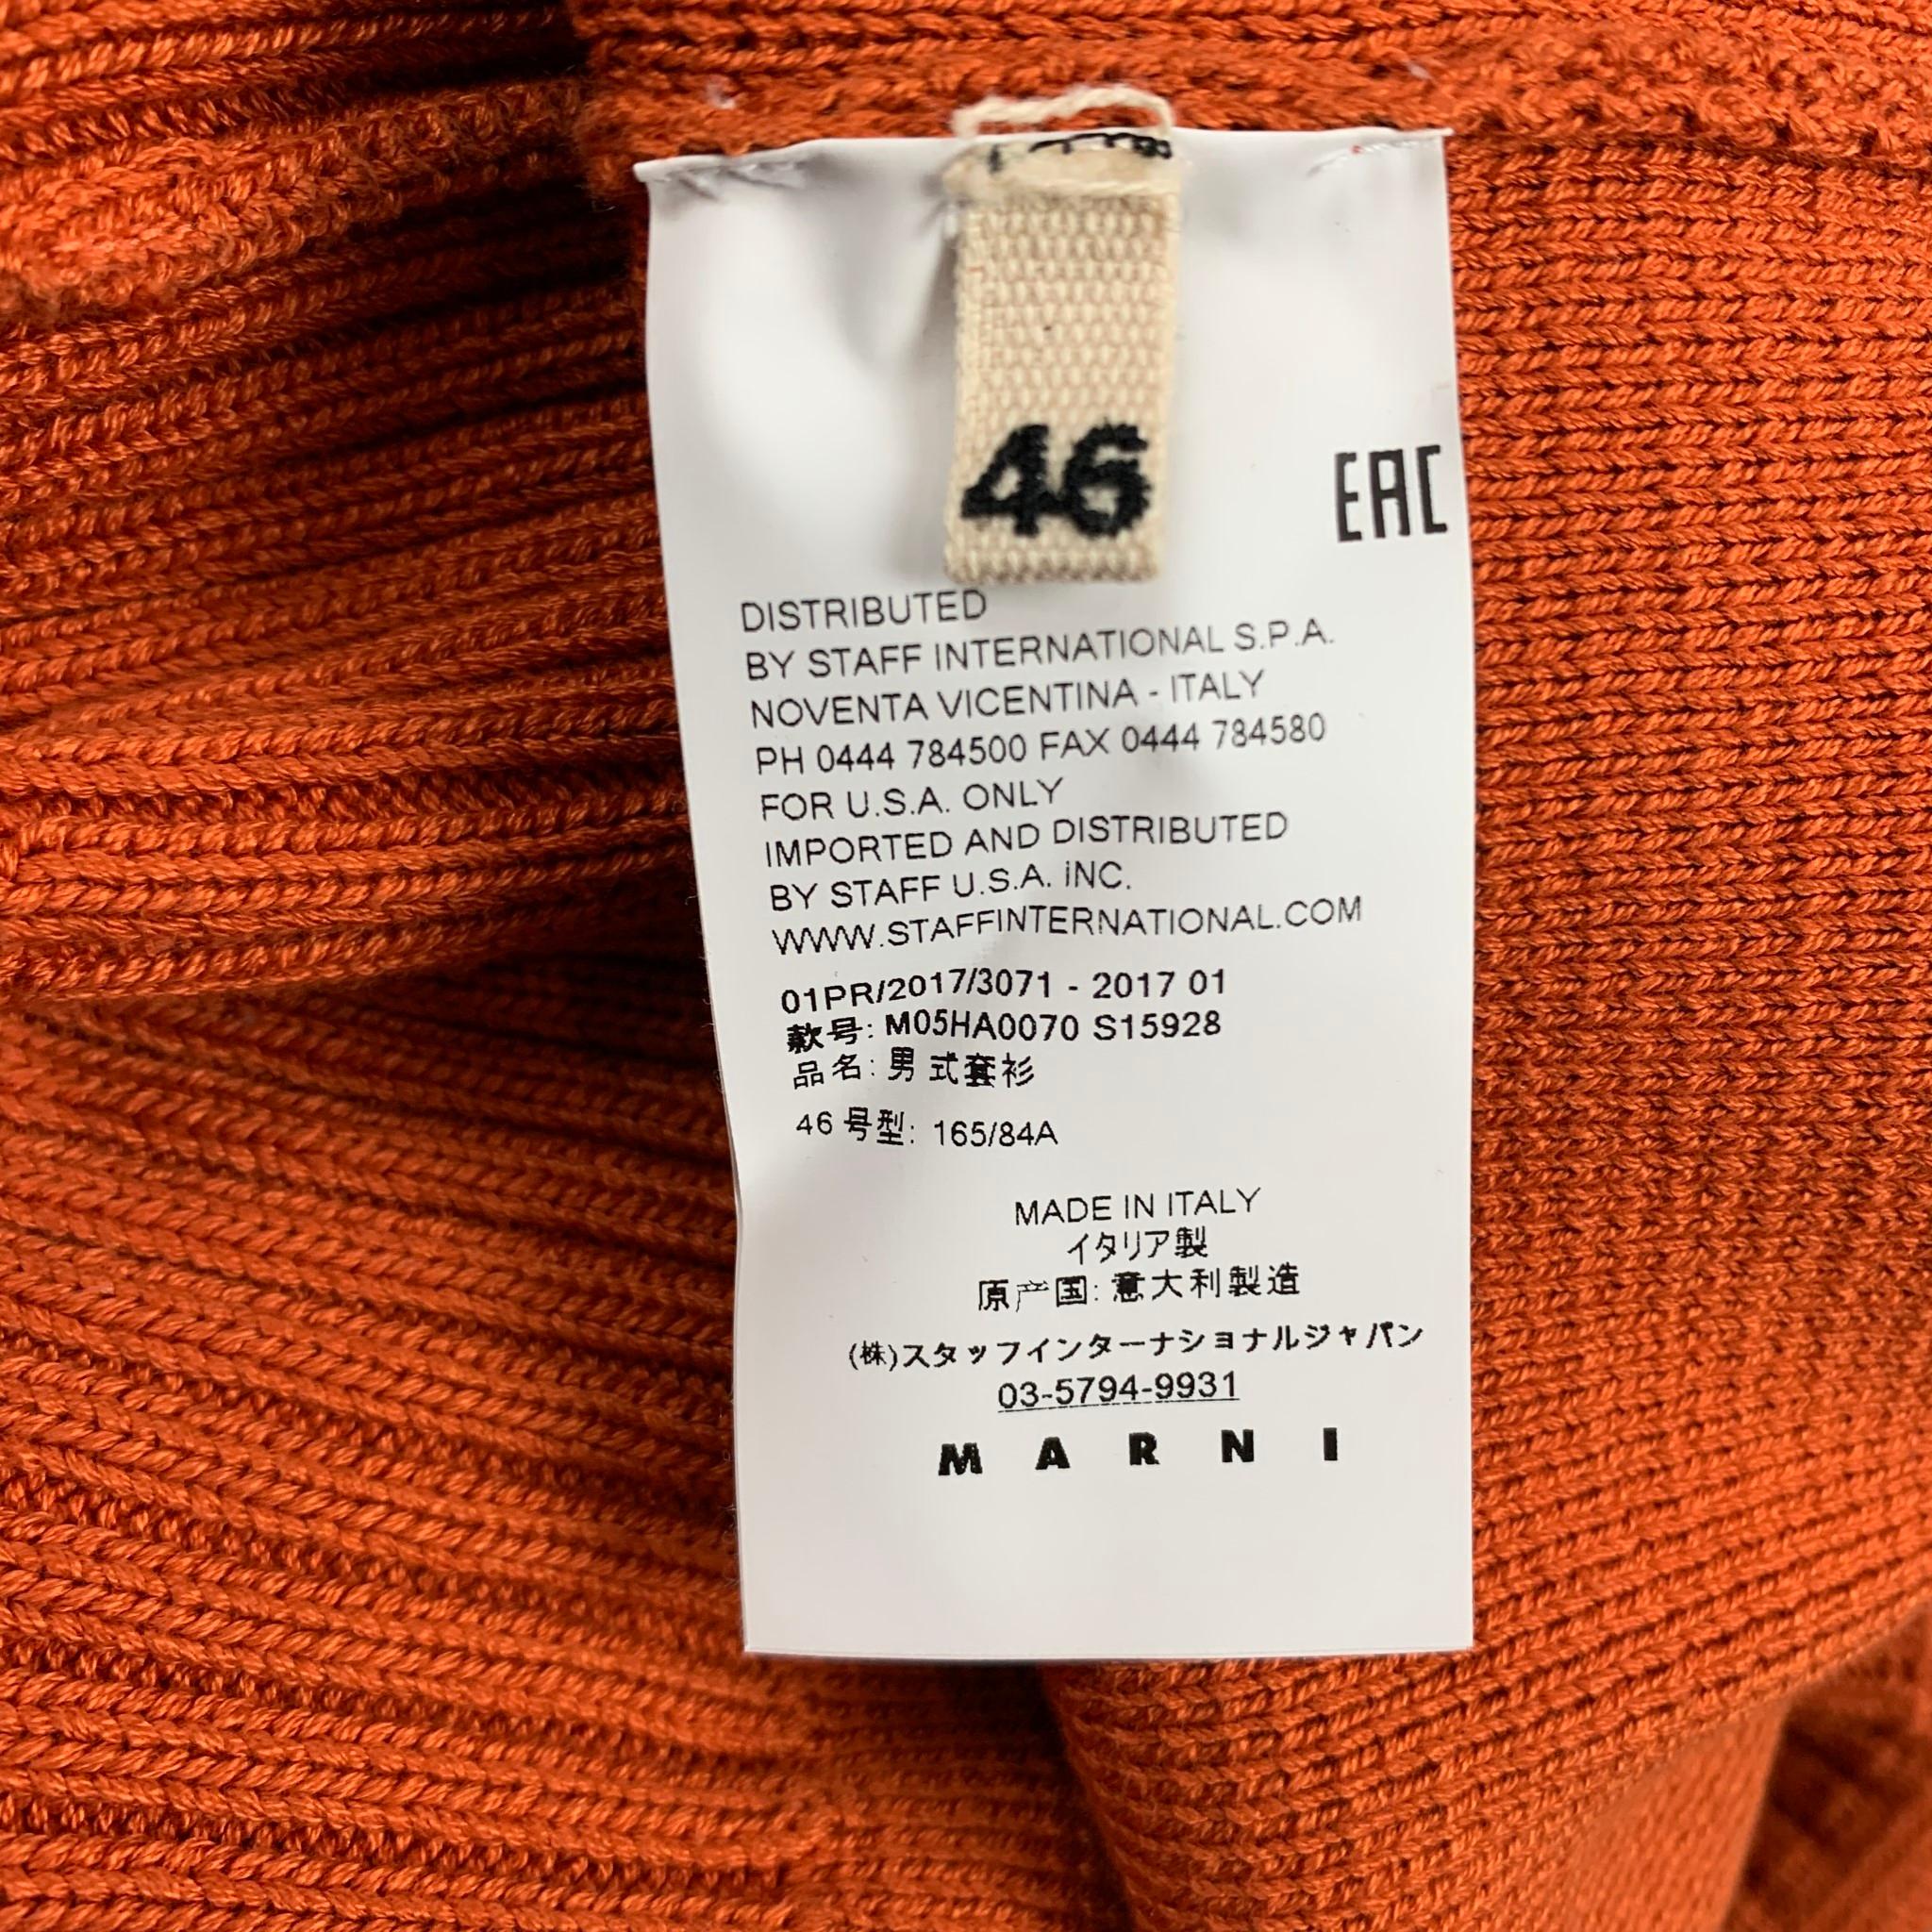 46
EAC
DISTRIBUTED
BY STAFF INTERNATIONAL S.P.A.
NOVENTA VICENTINA - ITALY
PH 0444 784500 FAX 0444 784580
FOR U.S.A. ONLY
IMPORTED AND DISTRIBUTED
BY STAFF U.S.A. iNC.
WWW.STAFFINTERNATIONAL.COM
01PR/2017/3071 - 2017 01
款号: M05HA0070 S15928
品名: 男式套衫
46 号型: 165/84A
MADE IN ITALY
イタリア製
原产国: 意大利製造
(株)スタッフインターナショナルジャパン
03-5794-9931
MARNI